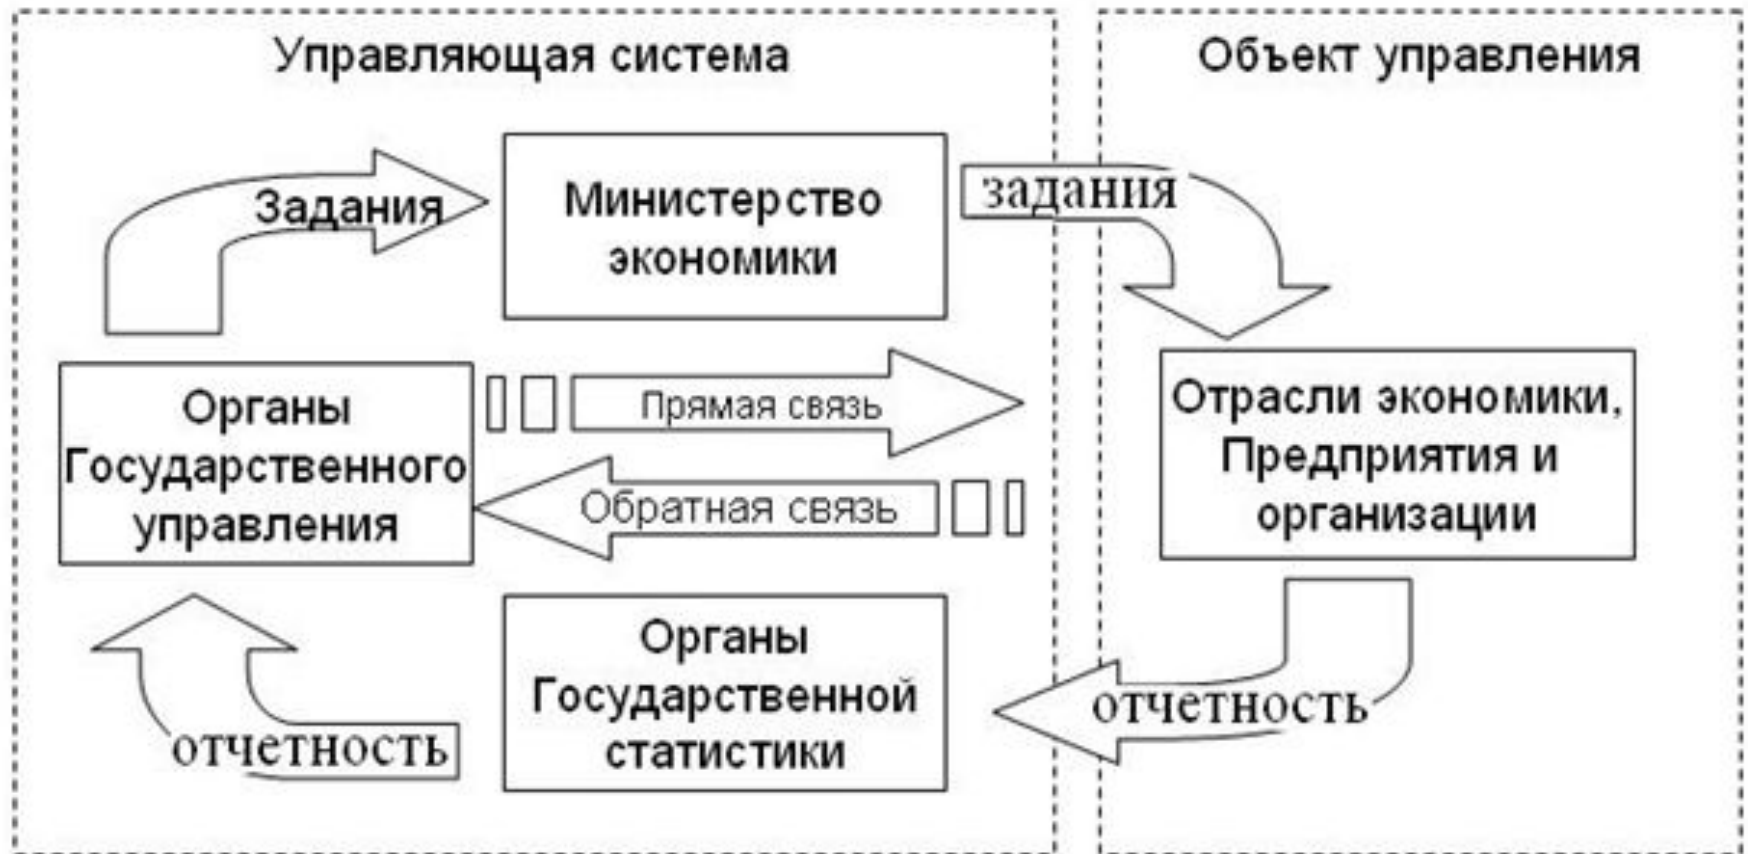 Управляющая система
Объект управления
Задания
Министерство
экономики
задания
Органы
Государственного
управления
Прямая связь
Обратная связь
Отрасли экономики,
Предприятия и
организации
Органы
Государственной
статистики
отчетность
отчетность